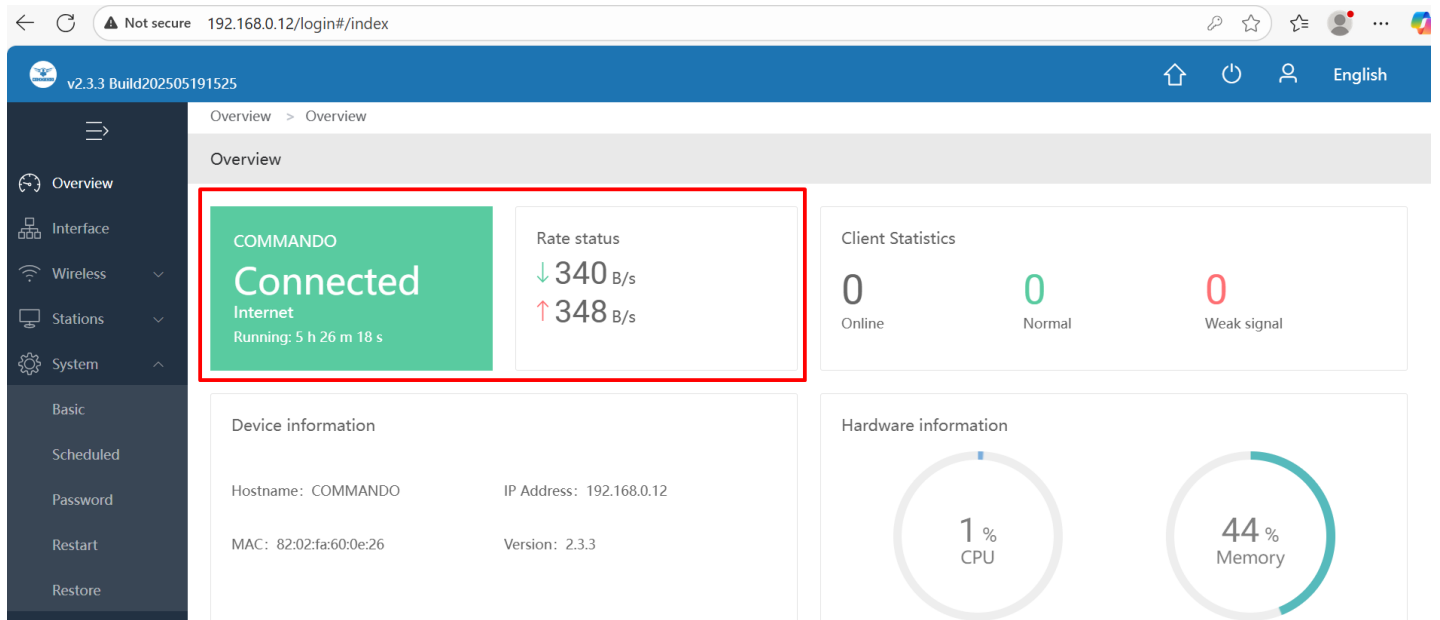 Not secure 192.168.0.12/login#/index
v2.3.3 Build202505191525
English
Overview > Overview
Overview
Overview
Interface
Wireless
Stations
System
Basic
Scheduled
Password
Restart
Restore
COMMANDO
Connected
Internet
Running: 5 h 26 m 18 s
Rate status
↓340 B/s
↑348 B/s
Client Statistics
0
Online
0
Normal
0
Weak signal
Device information
Hostname: COMMANDO
IP Address: 192.168.0.12
MAC: 82:02:fa:60:0e:26
Version: 2.3.3
Hardware information
1 %
CPU
44 %
Memory